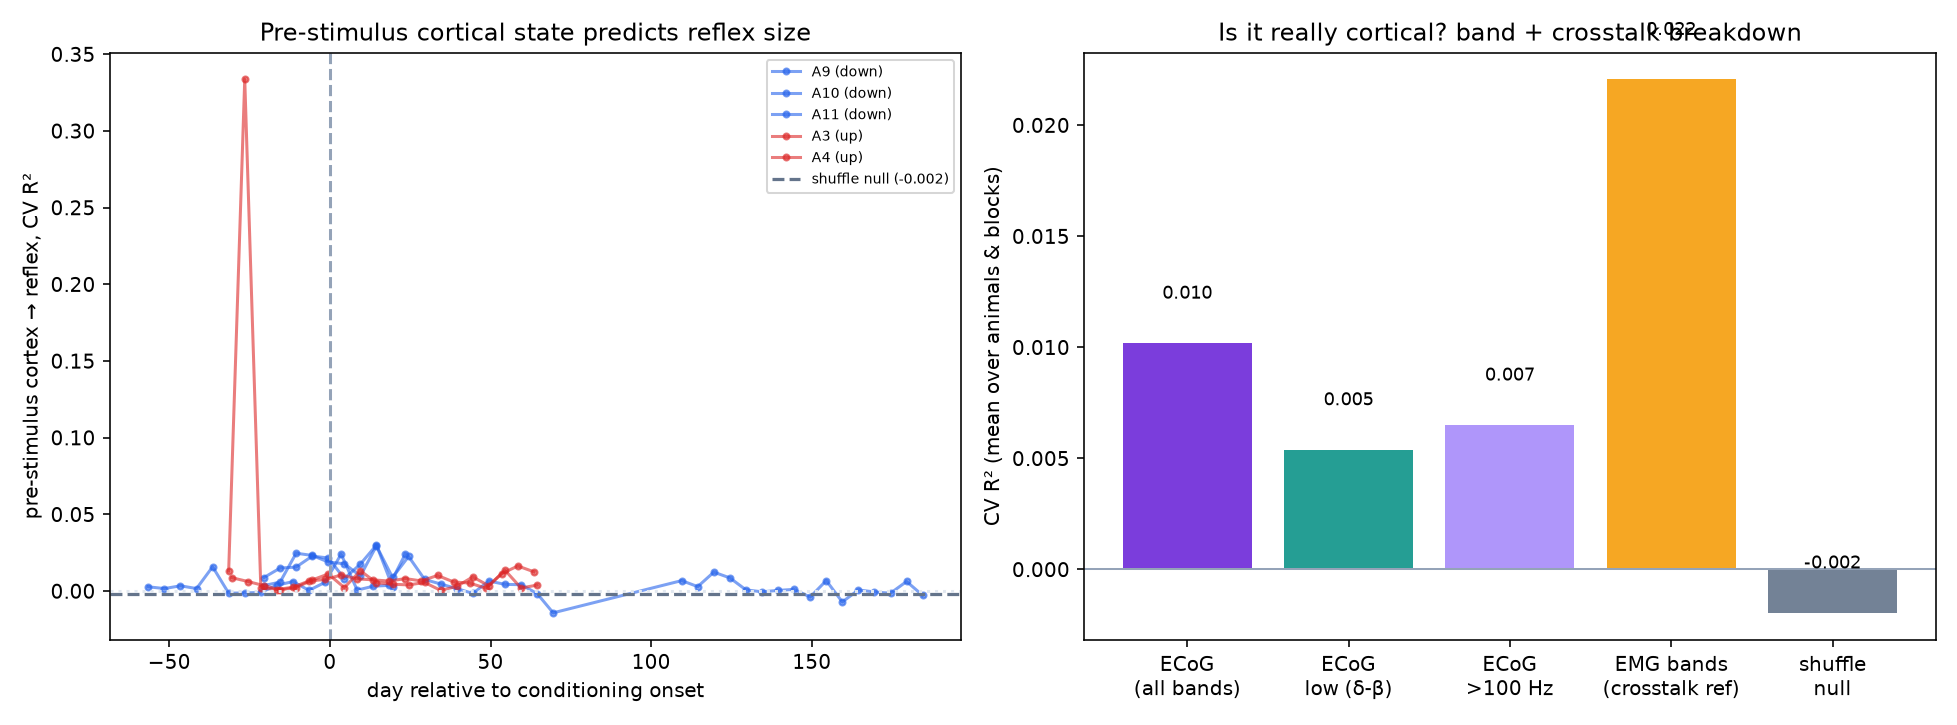 Pre-stimulus cortical state predicts reflex size
pre-stimulus cortex → reflex, CV R²
0.35
0.30
0.25
0.20
0.15
0.10
0.05
0.00
A9 (down)
A10 (down)
A11 (down)
A3 (up)
A4 (up)
shuffle null (-0.002)
−50
0
50
100
150
day relative to conditioning onset
Is it really cortical? band + crosstalk breakdown
0.022
CV R² (mean over animals & blocks)
0.020
0.015
0.010
0.005
0.000
0.010
0.005
0.007
-0.002
ECoG
(all bands)
ECoG
low (δ-β)
ECoG
>100 Hz
EMG bands
(crosstalk ref)
shuffle
null